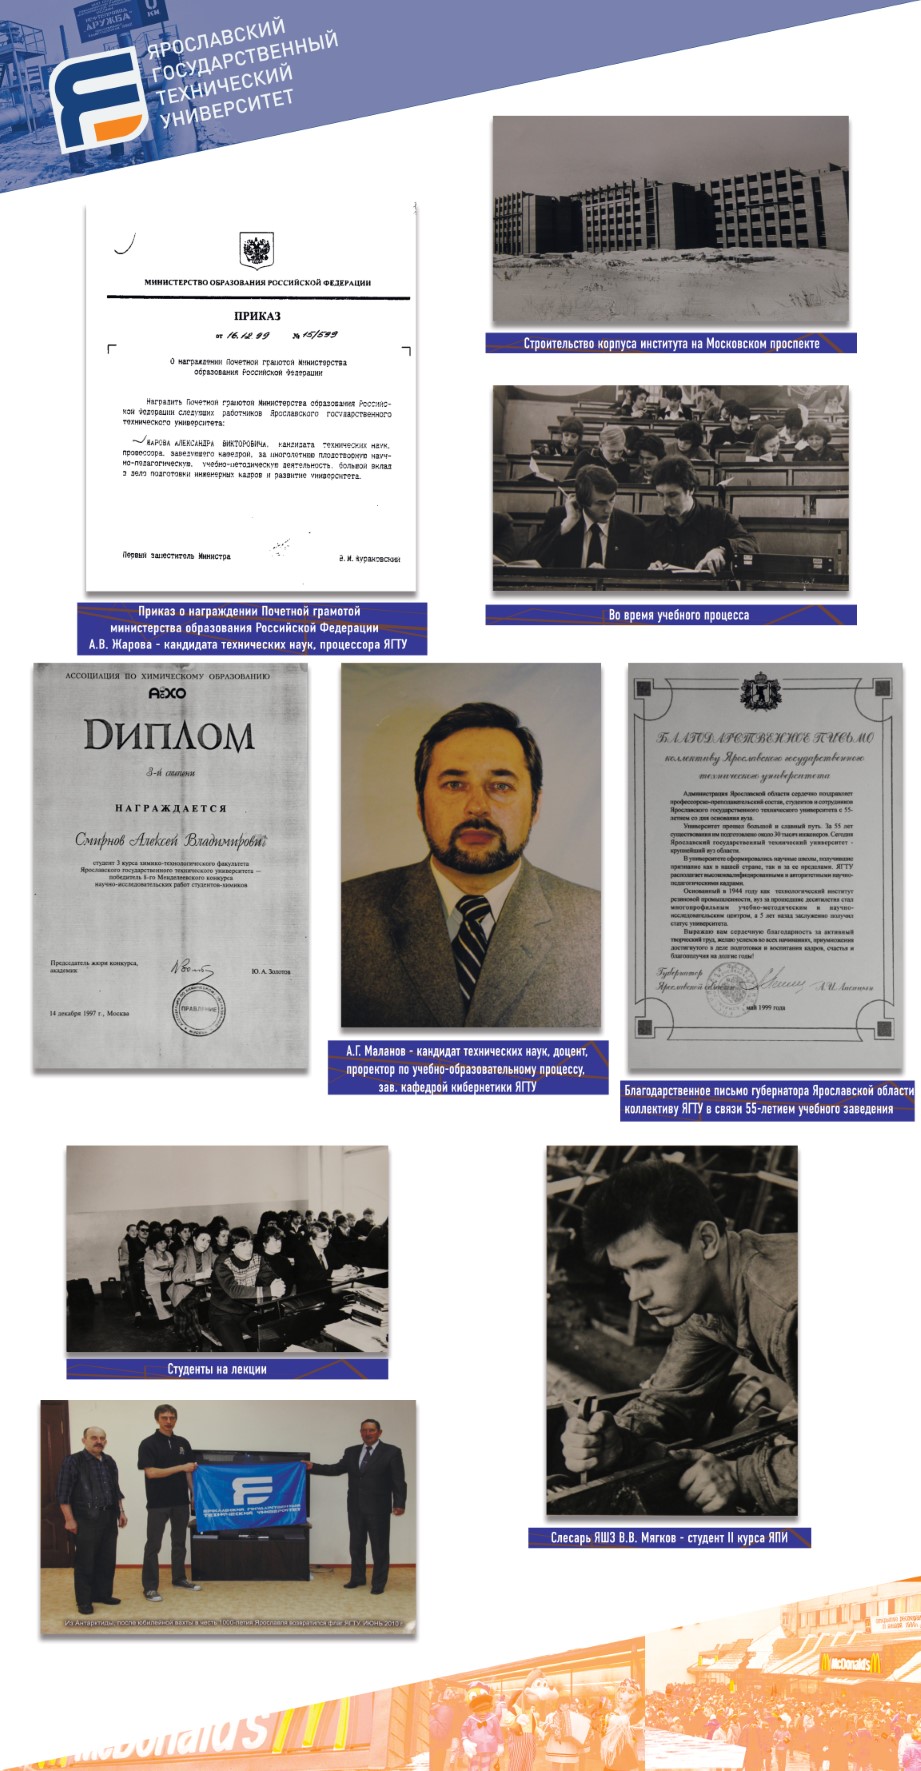 НЕФТЕПРОВОД
ДРУЖБА"
0
КМ
ЯРОСЛАВСКИЙ
ГОСУДАРСТВЕННЫЙ
ТЕХНИЧЕСКИЙ
УНИВЕРСИТЕТ
МИНИСТЕРСТВО ОБРАЗОВАНИЯ РОССИЙСКОЙ ФЕДЕРАЦИИ
ПРИКАЗ
от 16.12.99 № 15/599
О награждении Почетной грамотой Министерства
образования Российской Федерации
Наградить Почетной грамотой Министерства образования Россий-
ской Федерации следующих работников Ярославского государственного
технического университета:
ЖАРОВА АЛЕКСАНДРА ВИКТОРОВИЧА, кандидата технических наук,
профессора, заведующего кафедрой, за многолетнюю плодотворную науч-
но-педагогическую, учебно-методическую деятельность, большой вклад
в дело подготовки инженерных кадров и развитие университета.
Первый заместитель Министра
Приказ о награждении Почетной грамотой
министерства образования Российской Федерации
А.В. Жарова - кандидата технических наук, процессора ЯГТУ
Строительство корпуса института на Московском проспекте
Во время учебного процесса
АССОЦИАЦИЯ ПО ХИМИЧЕСКОМУ ОБРАЗОВАНИЮ
АсХО
ДИПЛОМ
3-й степени
НАГРАЖДАЕТСЯ
Смирнов Алексей Владимирович
студент 3 курса химико-технологического факультета
Ярославского государственного технического университета —
победитель 6-го Менделеевского конкурса
научно-исследовательских работ студентов-химиков
Председатель жюри конкурса,
академик
Ю.А. Золотов
ПРАВЛЕНИЕ
14 декабря 1997 г., Москва
А.Г. Маланов - кандидат технических наук, доцент,
проректор по учебно-образовательному процессу,
зав. кафедрой кибернетики ЯГТУ
БЛАГОДАРСТВЕННОЕ ПИСЬМО
коллективу Ярославского государственного
технического университета
Администрация Ярославской области сердечно поздравляет
профессорско-преподавательский состав, студентов и сотрудников
Ярославского государственного технического университета с 55-
летием со дня основания вуза.
Университет прошел большой и славный путь. За 55 лет
существования им подготовлено около 30 тысяч инженеров. Сегодня
Ярославский государственный технический университет -
крупнейший вуз области.
В университете сформировались научные школы, получившие
признание как в нашей стране, так и за ее пределами. ЯГТУ
располагает высококвалифицированными и авторитетными научно-
педагогическими кадрами.
Основанный в 1944 году как технологический институт
резиновой промышленности, вуз за прошедшие десятилетия стал
многопрофильным учебно-методическим и научно-
исследовательским центром, а 5 лет назад заслуженно получил
статус университета.
Выражаю вам сердечную благодарность за активный
творческий труд, желаю успехов во всех начинаниях, приумножения
достигнутого в деле подготовки и воспитания кадров, счастья и
благополучия на долгие годы!
Губернатор
Ярославской области
А.И. Лисицын
май 1999 года
Благодарственное письмо губернатора Ярославской области
коллективу ЯГТУ в связи 55-летием учебного заведения
Студенты на лекции
ЯРОСЛАВСКИЙ ГОСУДАРСТВЕННЫЙ
ТЕХНИЧЕСКИЙ УНИВЕРСИТЕТ
Из Антарктиды, после юбилейной вахты в честь 1000-летия Ярославля возвратился флаг ЯГТУ. ИЮНЬ 2010 г.
Слесарь ЯШЗ В.В. Мягков - студент II курса ЯПИ
McDonald's
McDonald's